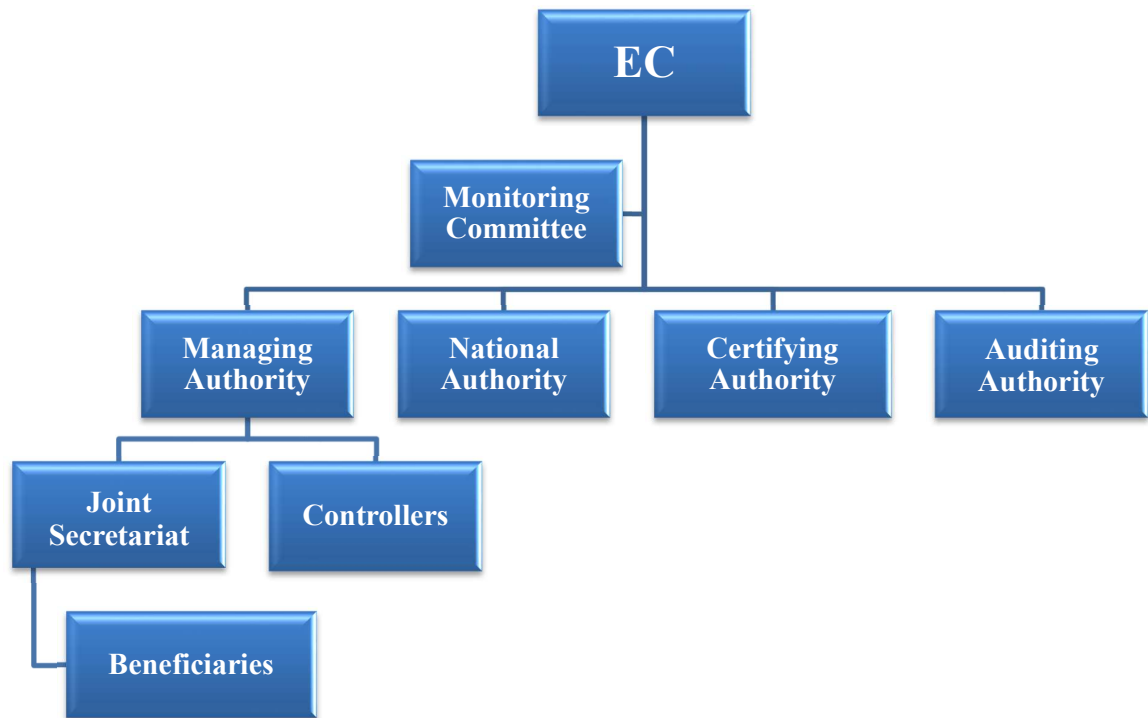 EC
Monitoring
Committee
Managing
Authority
National
Authority
Certifying
Authority
Auditing
Authority
Joint
Secretariat
Controllers
Beneficiaries